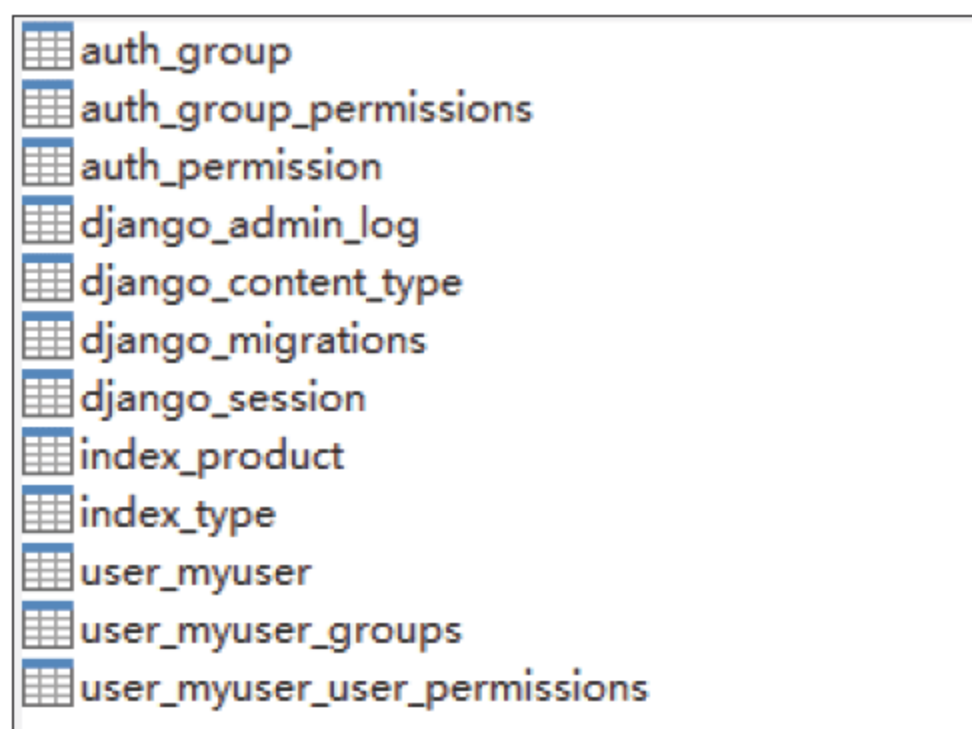 auth_group
auth_group_permissions
auth_permission
django_admin_log
django_content_type
django_migrations
django_session
index_product
index_type
user_myuser
user_myuser_groups
user_myuser_user_permissions